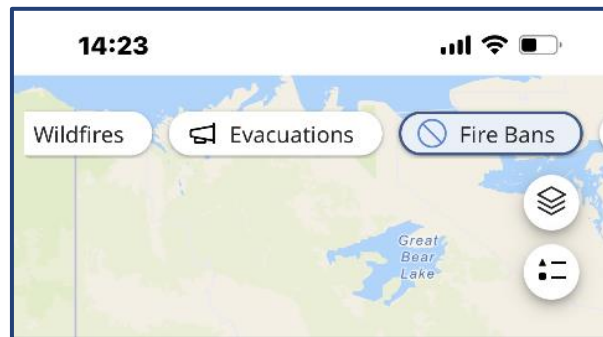 14:23
Wildfires
Evacuations
Fire Bans
Great
Bear
Lake